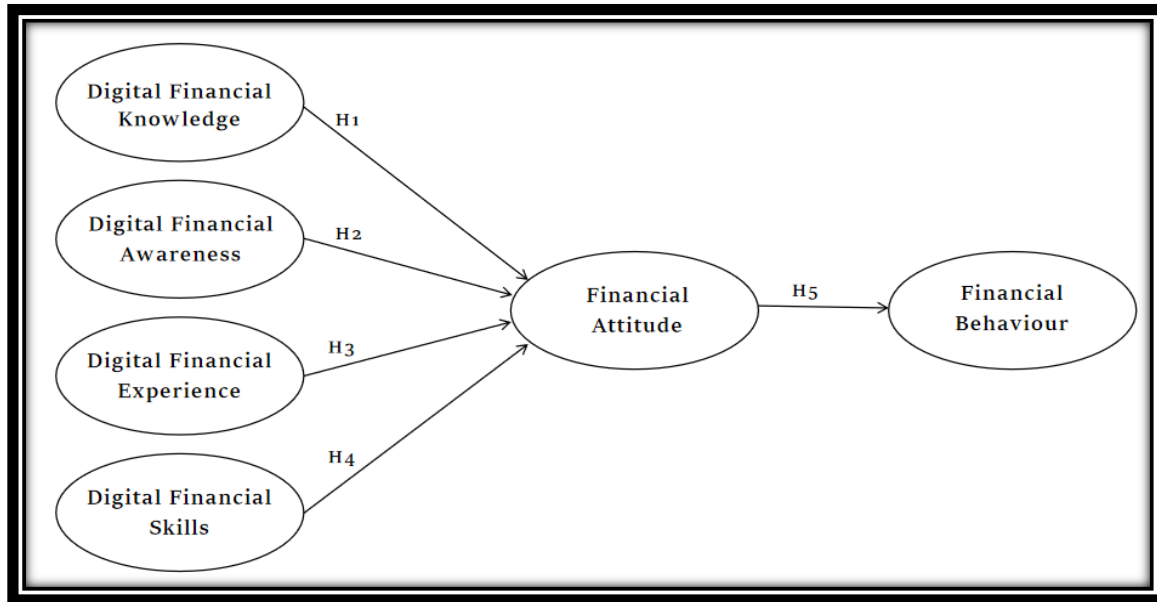 Digital Financial
Knowledge
H1
Digital Financial
Awareness
H2
Digital Financial
Experience
H3
Digital Financial
Skills
H4
Financial
Attitude
H5
Financial
Behaviour